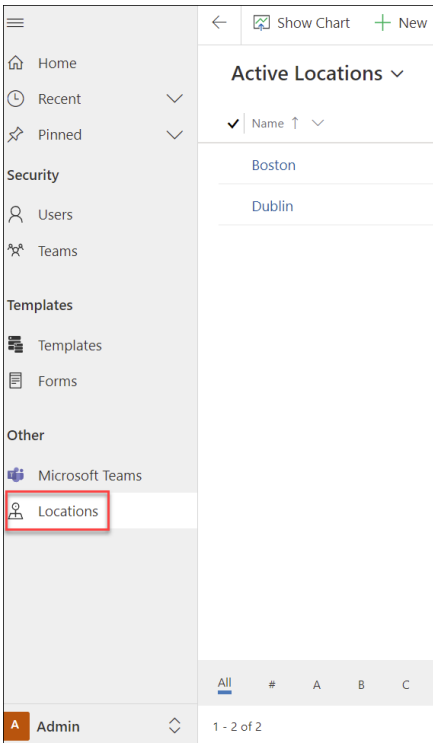 Show Chart
New
Home
Recent
Pinned
Security
Users
Teams
Templates
Templates
Forms
Other
Microsoft Teams
Locations
A Admin
Active Locations
Name ↑
Boston
Dublin
All # A B C
1 - 2 of 2